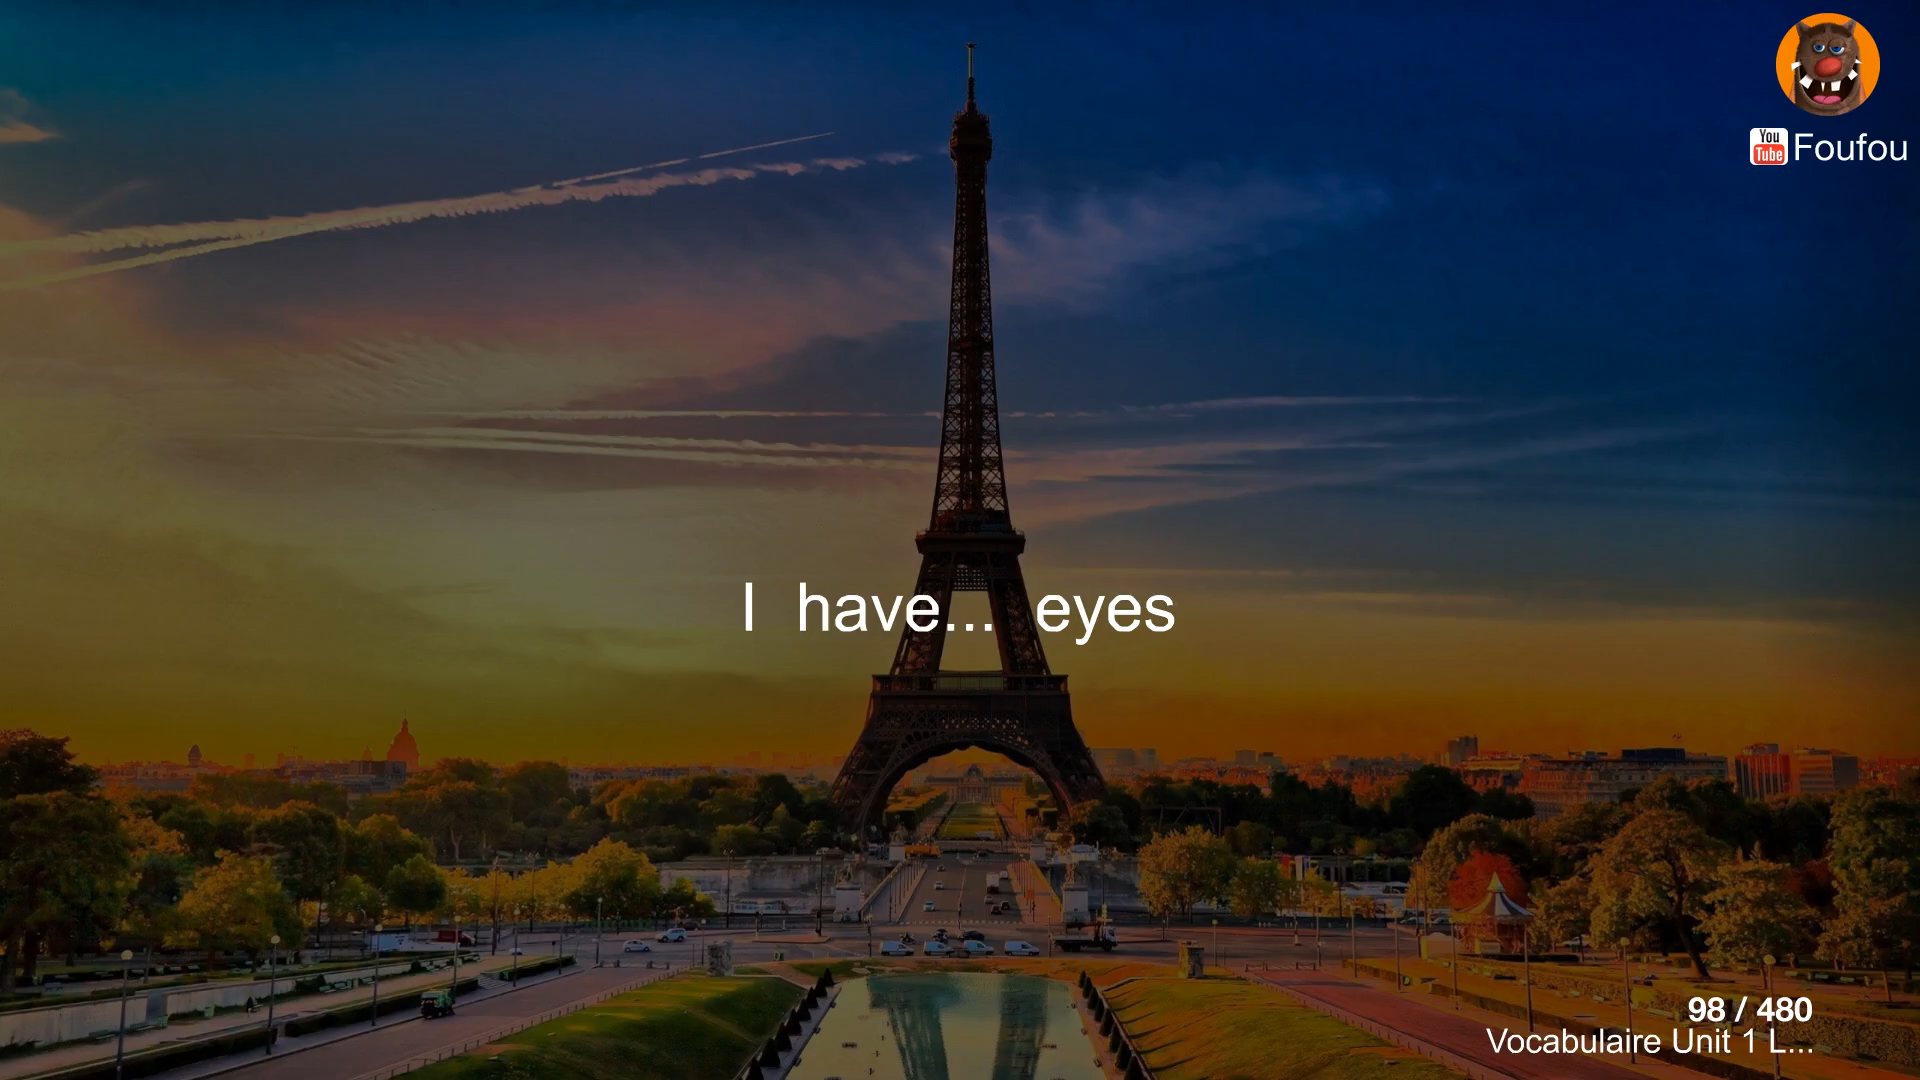 You
Tube
Foufou
I have... eyes
98 / 480
Vocabulaire Unit 1 L...